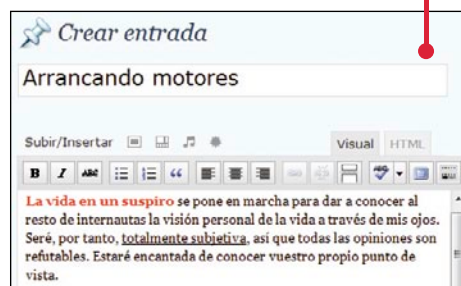 Crear entrada
Arrancando motores
Subir/Insertar
Visual HTML
B I ABC
La vida en un suspiro se pone en marcha para dar a conocer al
resto de internautas la visión personal de la vida a través de mis ojos.
Seré, por tanto, totalmente subjetiva, así que todas las opiniones son
refutables. Estaré encantada de conocer vuestro propio punto de
vista.